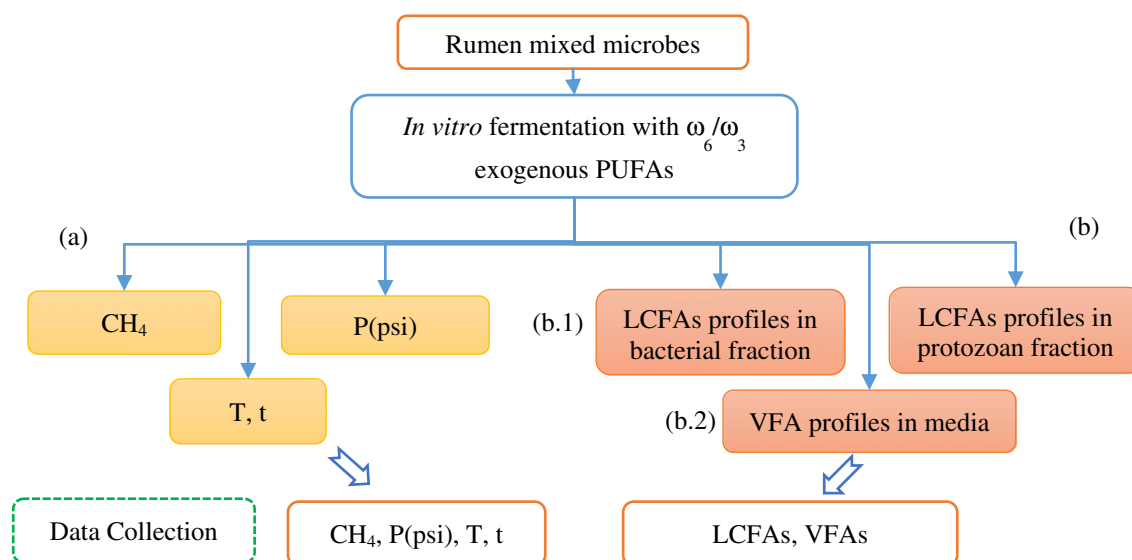 Rumen mixed microbes
In vitro fermentation with ω₆/ω₃
exogenous PUFAs
(a)
(b)
CH₄
P(psi)
(b.1)
LCFAs profiles in
bacterial fraction
LCFAs profiles in
protozoan fraction
T, t
(b.2)
VFA profiles in media
Data Collection
CH₄, P(psi), T, t
LCFAs, VFAs